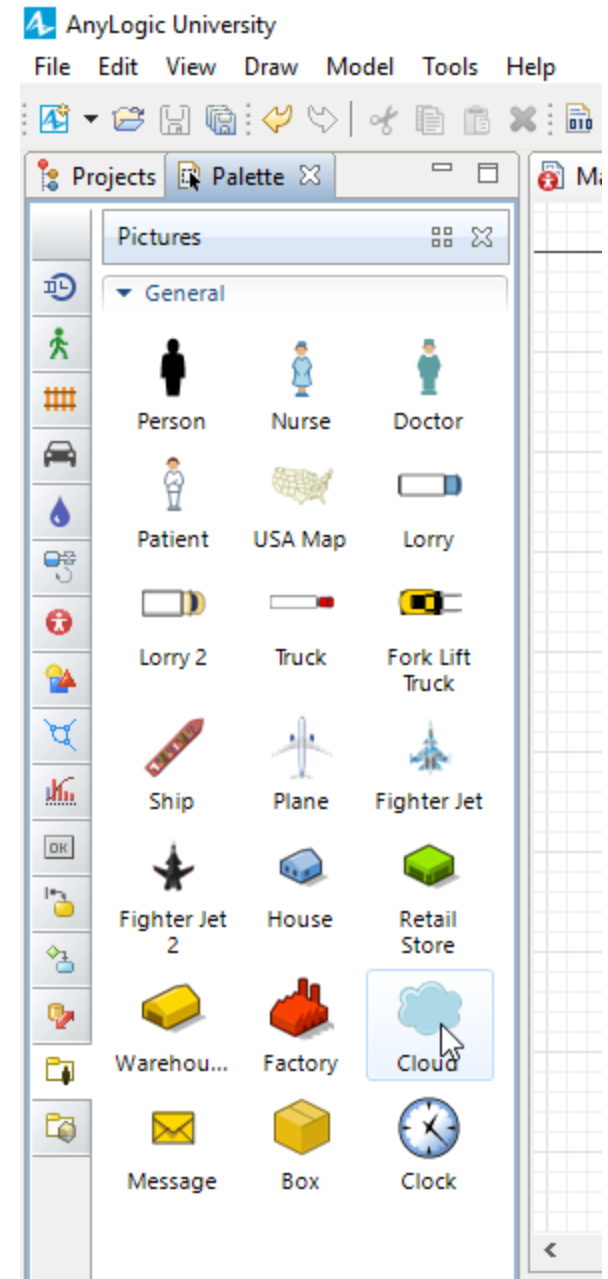 AnyLogic University
File Edit View Draw Model Tools Help
Projects Palette Ma
Pictures
General
Person Nurse Doctor
Patient USA Map Lorry
Lorry 2 Truck Fork Lift
Truck
Ship Plane Fighter Jet
Fighter Jet House Retail
2 Store
Warehou... Factory Cloud
OK
Message Box Clock